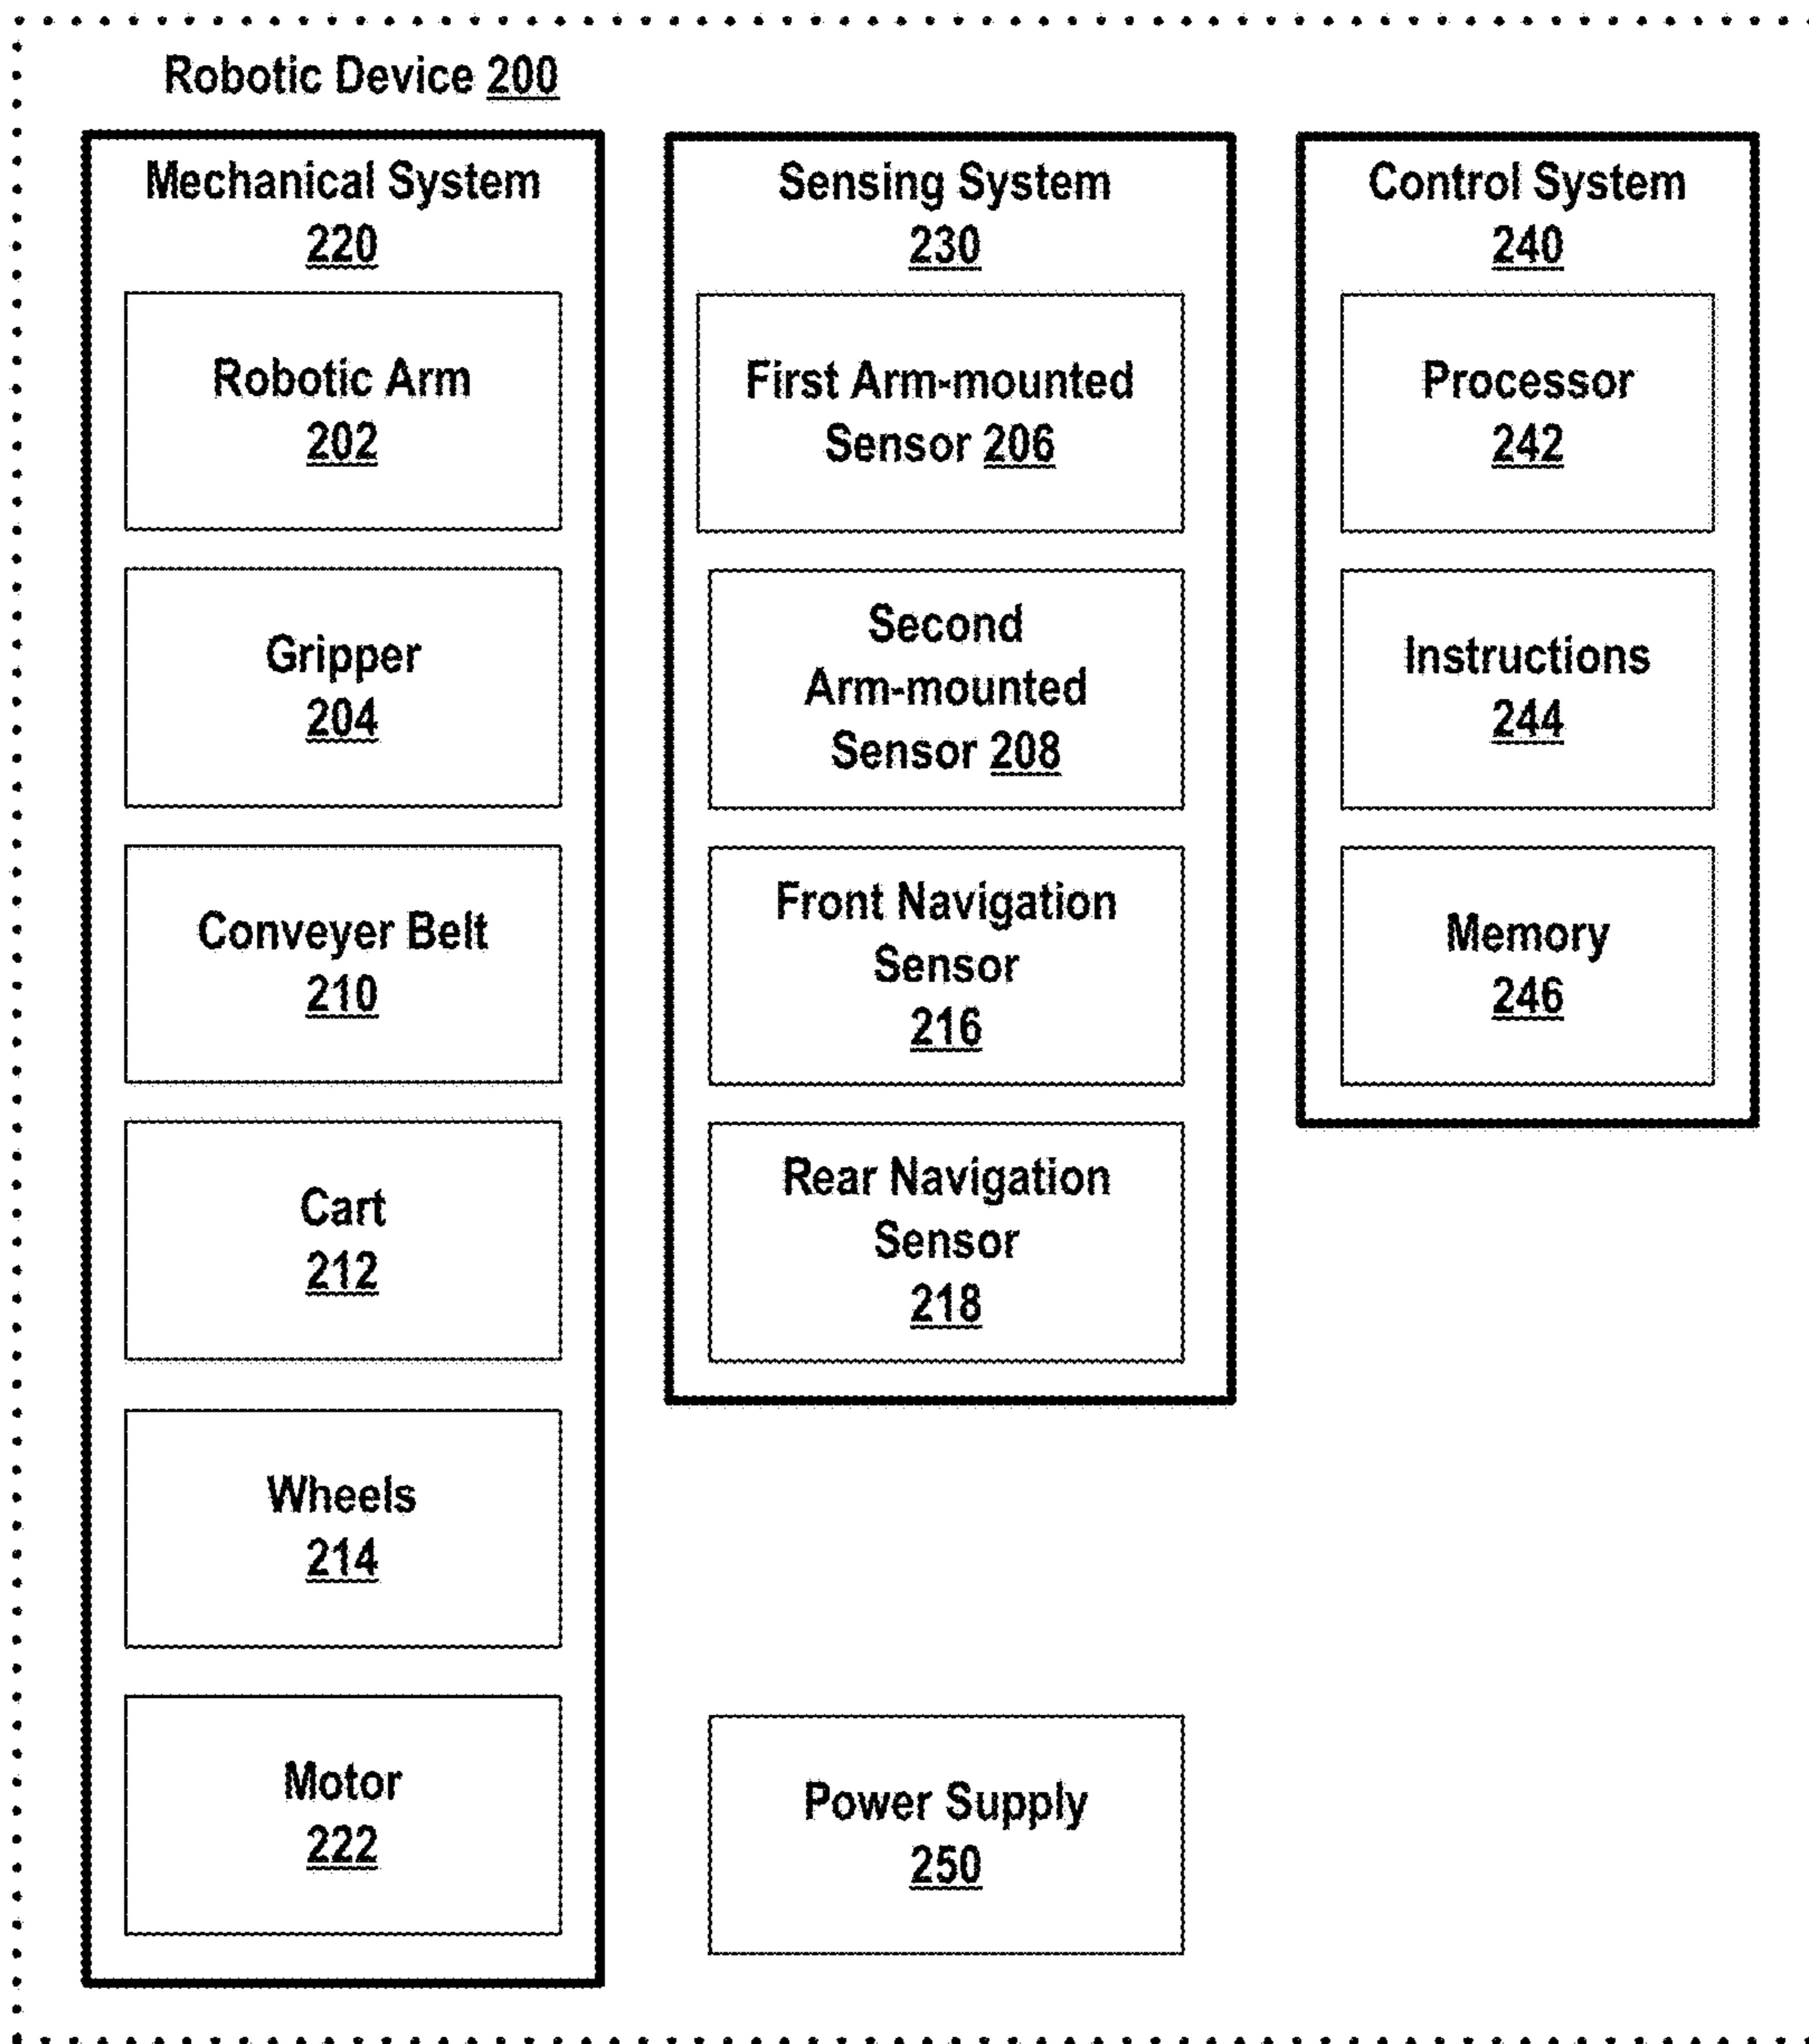 Robotic Device 200
Mechanical System
220
Robotic Arm
202
Gripper
204
Conveyer Belt
210
Cart
212
Wheels
214
Motor
222
Sensing System
230
First Arm-mounted
Sensor 206
Second
Arm-mounted
Sensor 208
Front Navigation
Sensor
216
Rear Navigation
Sensor
218
Power Supply
250
Control System
240
Processor
242
Instructions
244
Memory
246